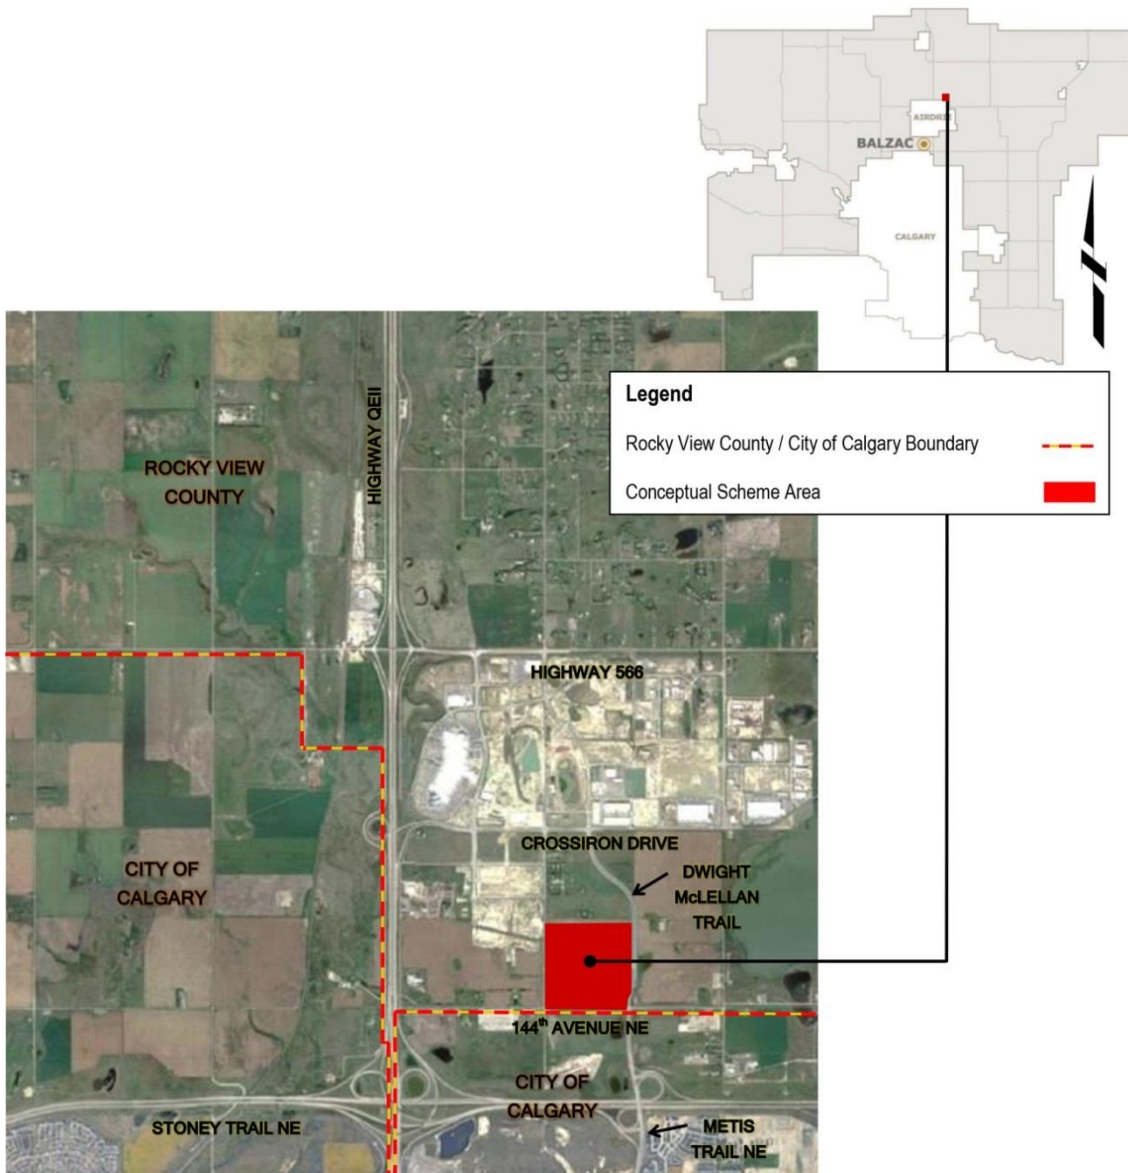 AIRDRIE
BALZAC
CALGARY
Legend
Rocky View County / City of Calgary Boundary
Conceptual Scheme Area
HIGHWAY QEII
ROCKY VIEW
COUNTY
HIGHWAY 566
CROSSIRON DRIVE
DWIGHT
McLELLAN
TRAIL
CITY OF
CALGARY
144th AVENUE NE
CITY OF
CALGARY
STONEY TRAIL NE
METIS
TRAIL NE